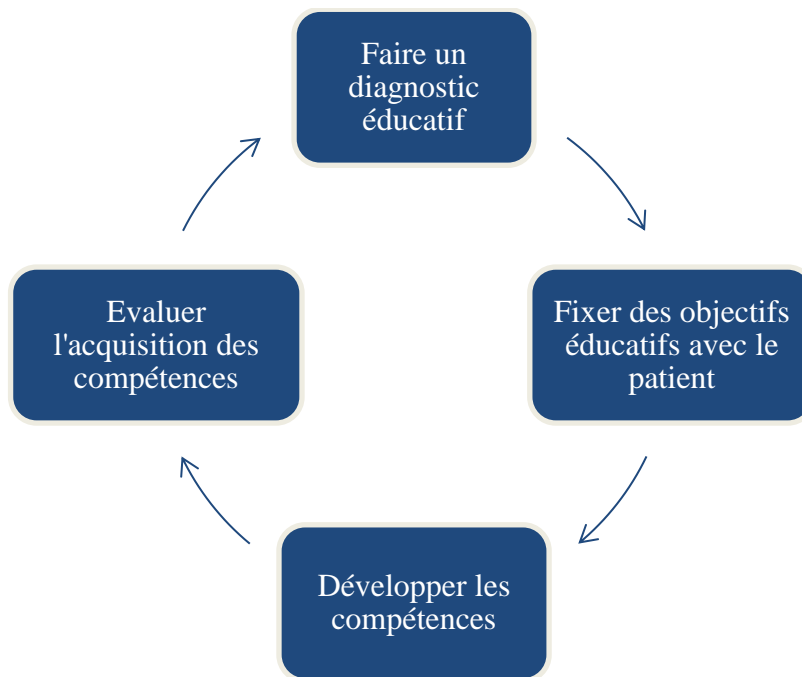 Faire un
diagnostic
éducatif
Fixer des objectifs
éducatifs avec le
patient
Développer les
compétences
Evaluer
l'acquisition des
compétences